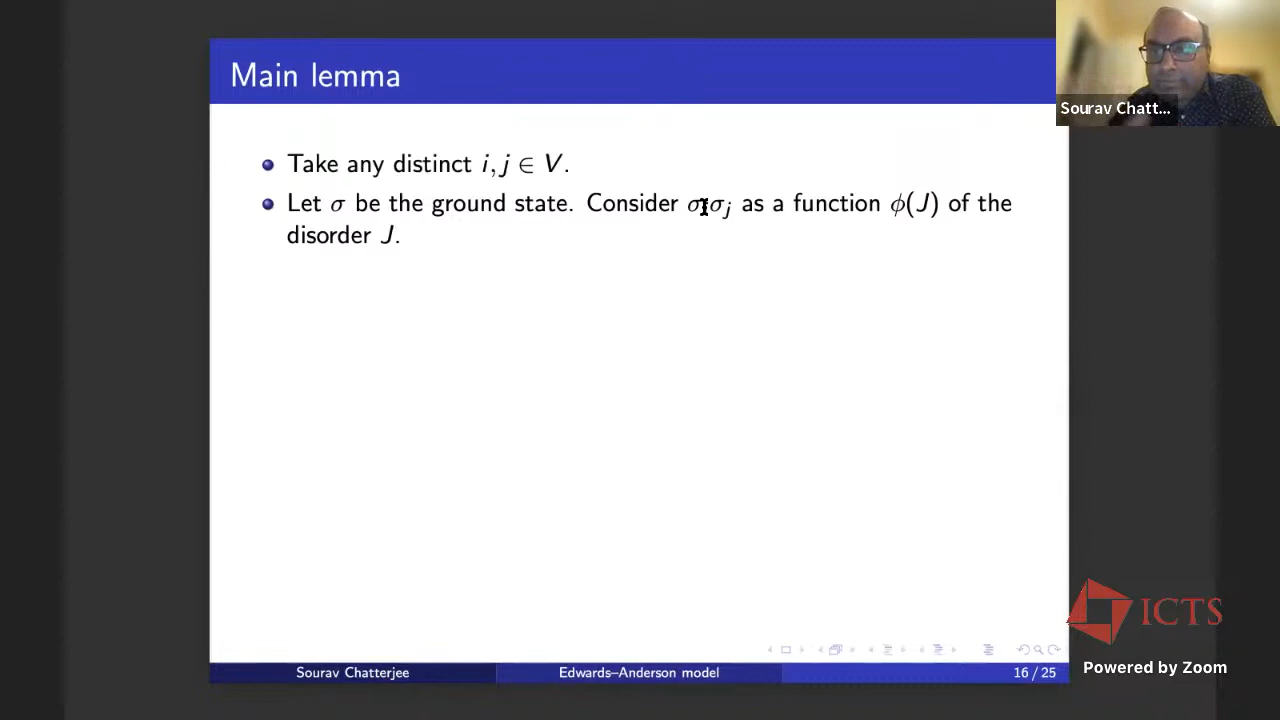 Main lemma
Sourav Chatt...
Take any distinct i, j ∈ V.
Let σ be the ground state. Consider σᵢσⱼ as a function ϕ(J) of the
disorder J.
ICTS
Powered by Zoom
Sourav Chatterjee
Edwards–Anderson model
16 / 25